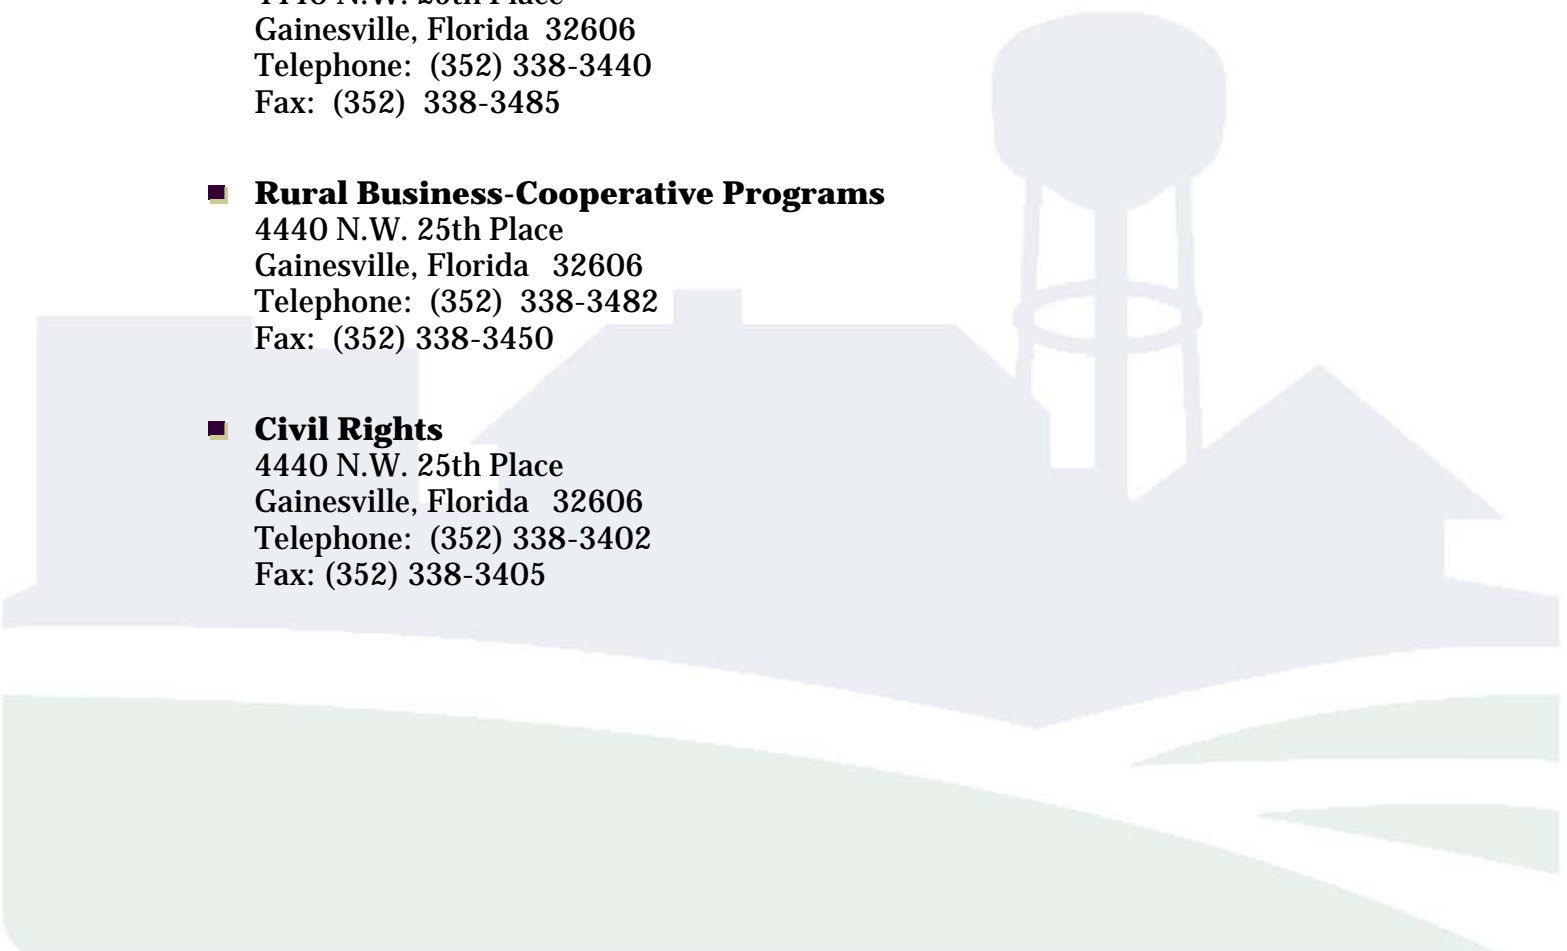 Gainesville, Florida  32606
Telephone:  (352) 338-3440
Fax:  (352)  338-3485
Rural Business-Cooperative Programs
4440 N.W. 25th Place
Gainesville, Florida   32606
Telephone:  (352)  338-3482
Fax:  (352) 338-3450
Civil Rights
4440 N.W. 25th Place
Gainesville, Florida   32606
Telephone:  (352) 338-3402
Fax: (352) 338-3405